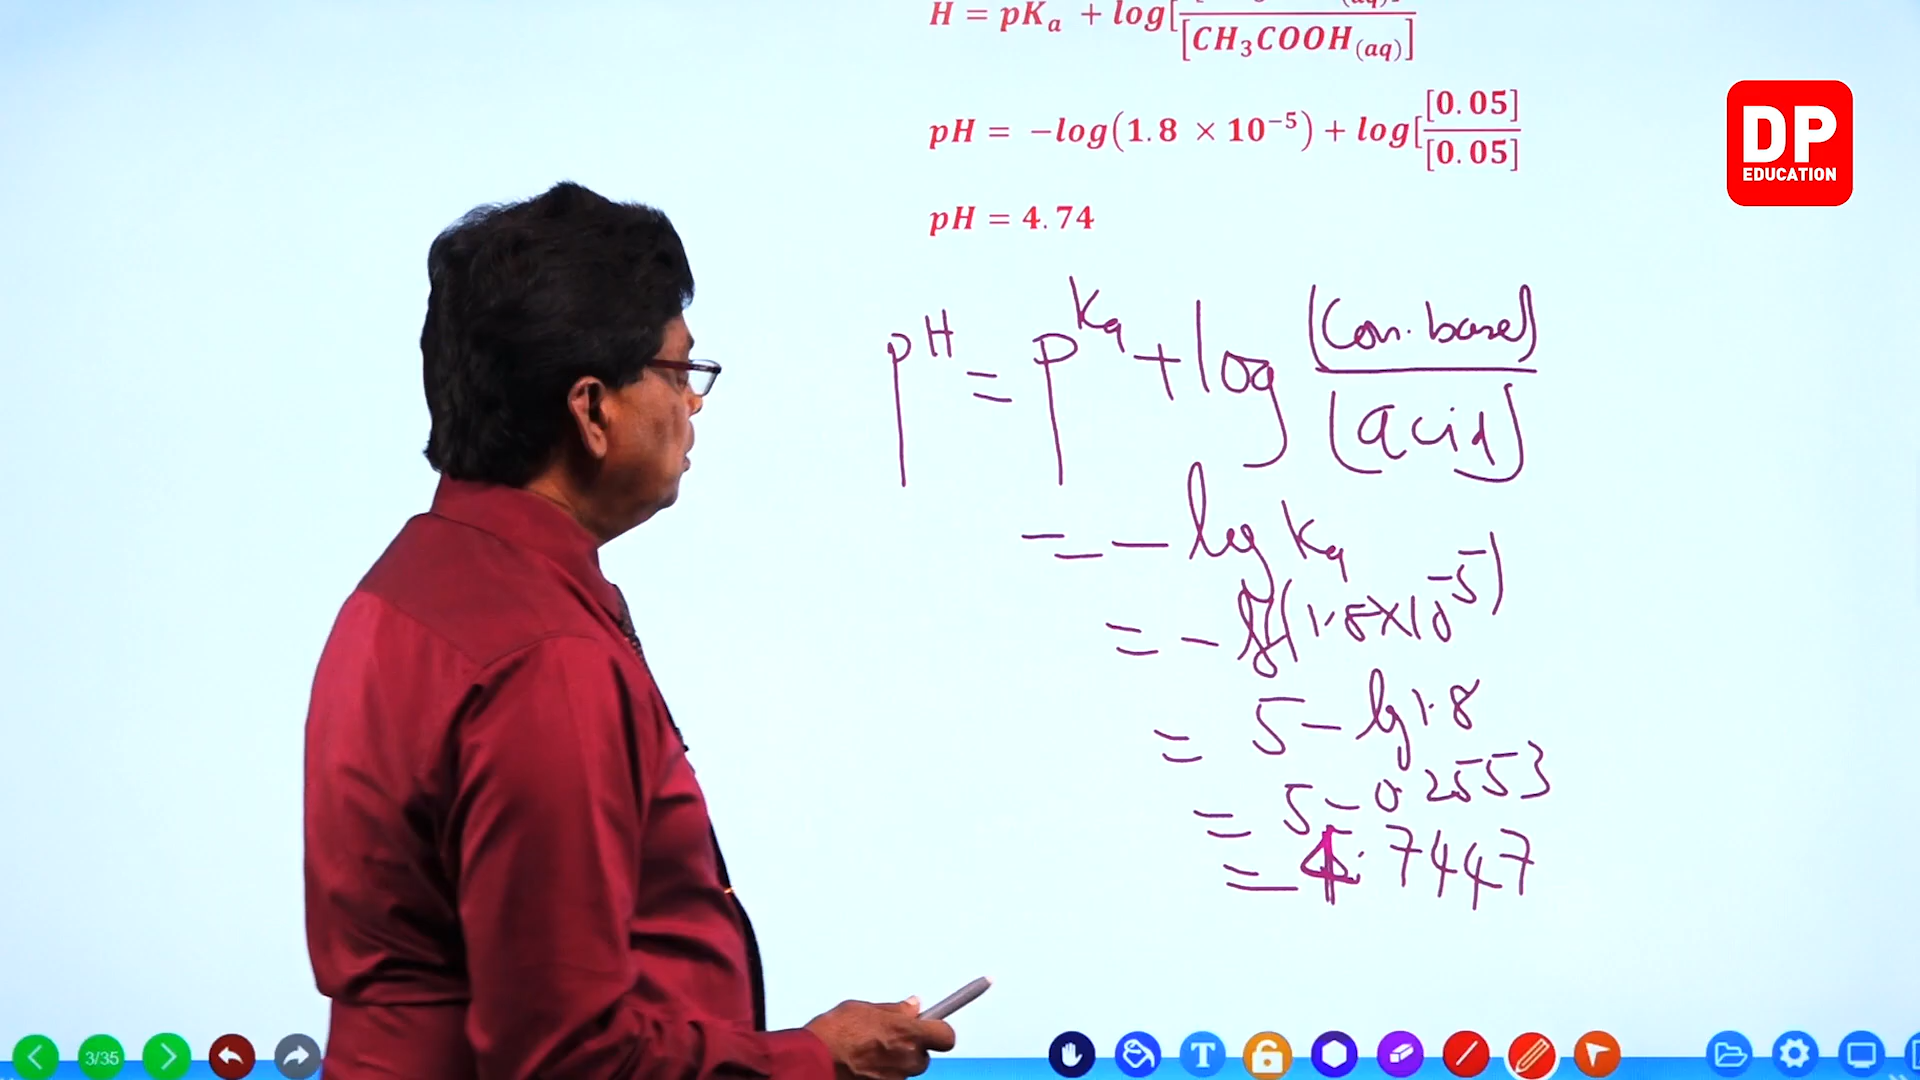 H = pKₐ + log[ / [CH₃COOH₍aq₎]
pH = −log(1.8 × 10⁻⁵) + log[ [0.05] / [0.05]
pH = 4.74
DP
EDUCATION
pH = pKa + log [Con. base] / [acid]
= − log Ka
= − lg(1.8×10⁻⁵)
= 5 − lg 1.8
= 5 − 0.2553
= 4.7447
3/35
T